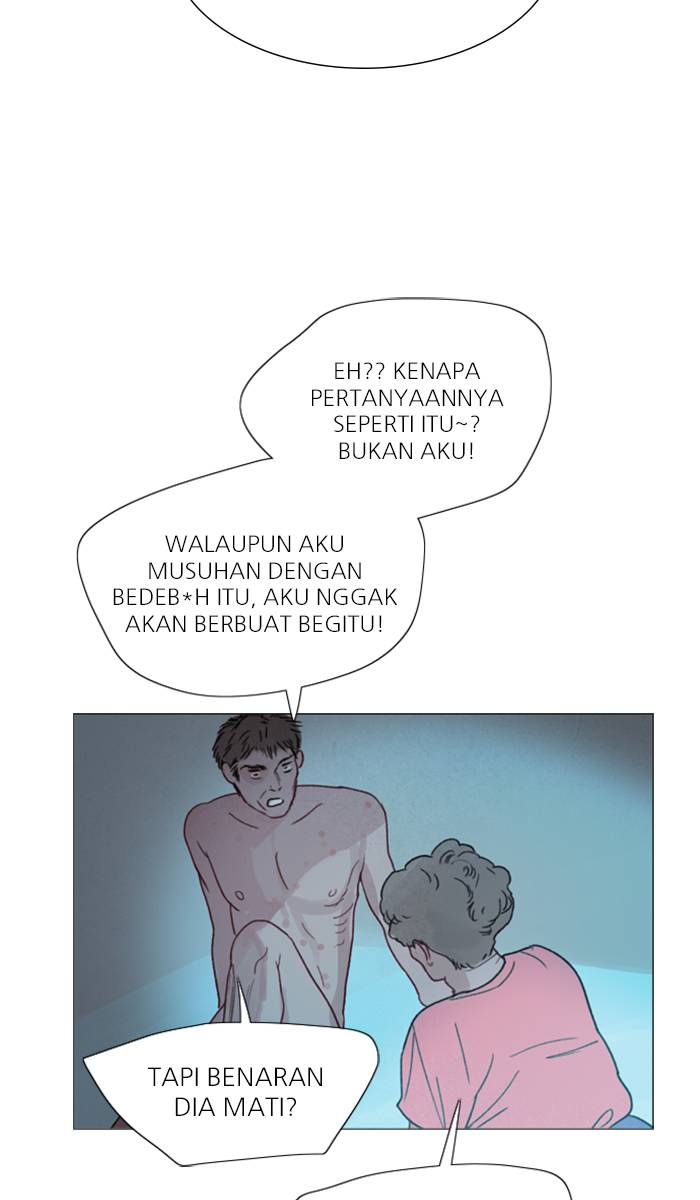 EH?? KENAPA
PERTANYAANNYA
SEPERTI ITU~?
BUKAN AKU!
WALAUPUN AKU
MUSUHAN DENGAN
BEDEB*H ITU, AKU NGGAK
AKAN BERBUAT BEGITU!
TAPI BENARAN
DIA MATI?